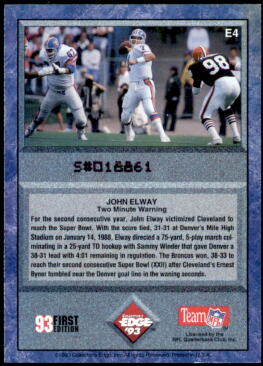 E4
S#018861
JOHN ELWAY
Two Minute Warning
For the second consecutive year, John Elway victimized Cleveland to
reach the Super Bowl. With the score tied, 31-31 at Denver's Mile High
Stadium on January 14, 1988, Elway directed a 75-yard, 5-play march cul-
minating in a 25-yard TD hookup with Sammy Winder that gave Denver a
38-31 lead with 4:01 remaining in regulation. The Broncos won, 38-33 to
reach their second consecutive Super Bowl (XXII) after Cleveland's Ernest
Byner fumbled near the Denver goal line in the waning seconds.
93 FIRST
EDITION
EDGE
'93
Team
NFL
NFL Quarterback Club, Inc.